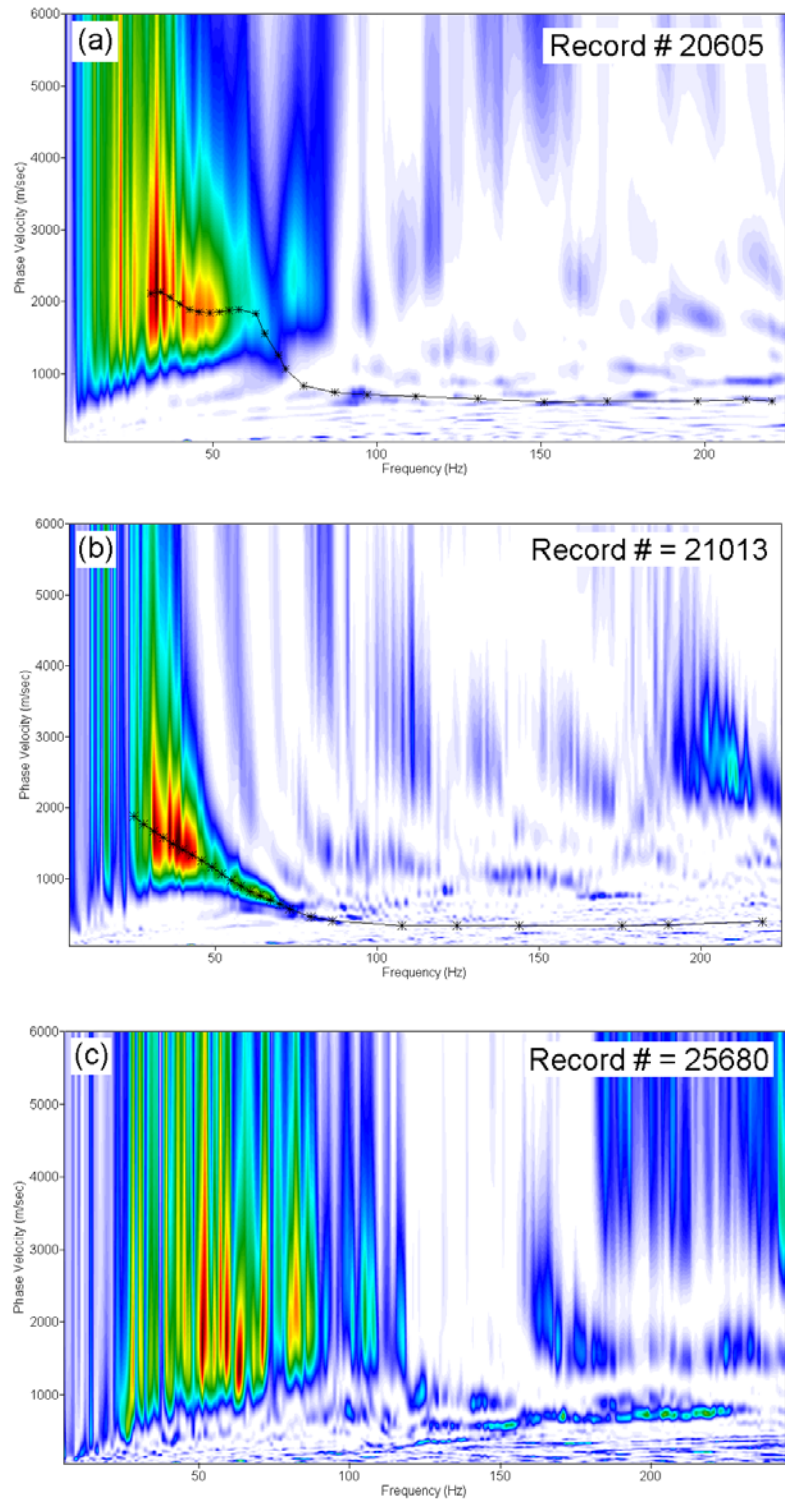 (a)
Record # 20605
6000
5000
4000
3000
2000
1000
Phase Velocity (m/sec)
50
100
150
200
Frequency (Hz)
(b)
Record # = 21013
6000
5000
4000
3000
2000
1000
Phase Velocity (m/sec)
50
100
150
200
Frequency (Hz)
(c)
Record # = 25680
6000
5000
4000
3000
2000
1000
Phase Velocity (m/sec)
50
100
150
200
Frequency (Hz)